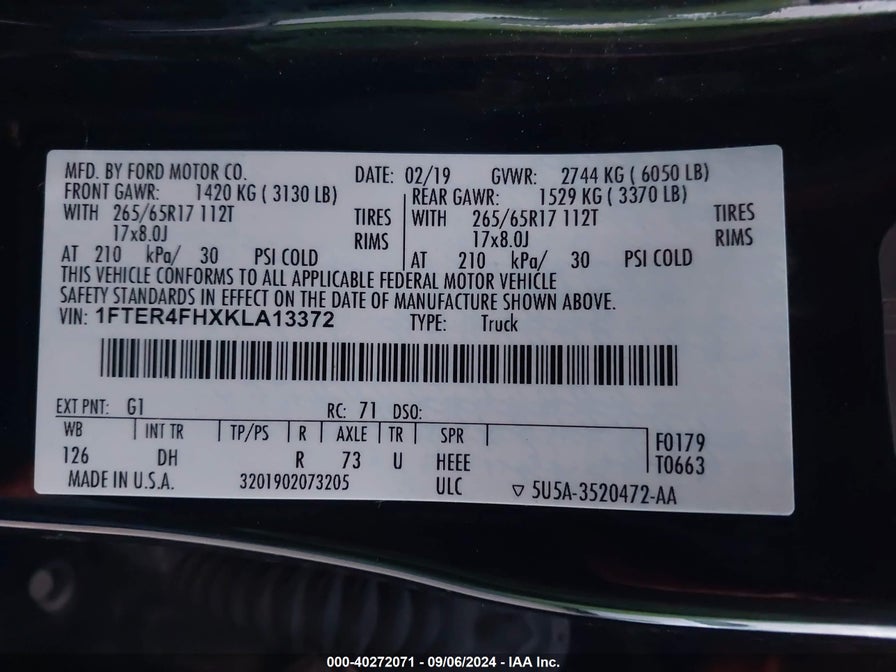 MFD. BY FORD MOTOR CO. DATE: 02/19 GVWR: 2744 KG ( 6050 LB)
FRONT GAWR: 1420 KG ( 3130 LB) REAR GAWR: 1529 KG ( 3370 LB)
WITH 265/65R17 112T TIRES WITH 265/65R17 112T TIRES
17x8.0J RIMS 17x8.0J RIMS
AT 210 kPa/ 30 PSI COLD AT 210 kPa/ 30 PSI COLD
THIS VEHICLE CONFORMS TO ALL APPLICABLE FEDERAL MOTOR VEHICLE
SAFETY STANDARDS IN EFFECT ON THE DATE OF MANUFACTURE SHOWN ABOVE.
VIN: 1FTER4FHXKLA13372 TYPE: Truck
EXT PNT: G1 RC: 71 DSO:
WB INT TR TP/PS R AXLE TR SPR F0179
126 DH R 73 U HEEE T0663
MADE IN U.S.A. 3201902073205 ULC ▽ 5U5A-3520472-AA
000-40272071 - 09/06/2024 - IAA Inc.